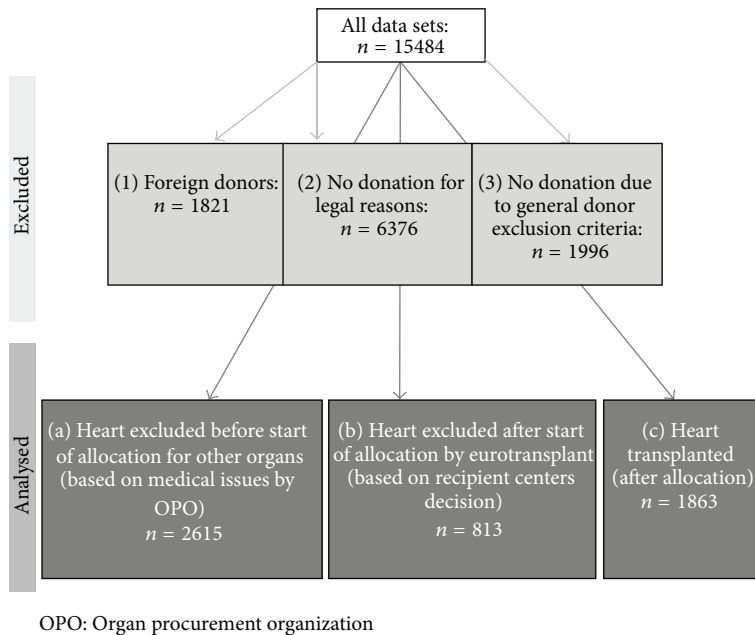 All data sets:
n = 15484
Excluded
(1) Foreign donors:
n = 1821
(2) No donation for
legal reasons:
n = 6376
(3) No donation due
to general donor
exclusion criteria:
n = 1996
Analysed
(a) Heart excluded before start
of allocation for other organs
(based on medical issues by
OPO)
n = 2615
(b) Heart excluded after start
of allocation by eurotransplant
(based on recipient centers
decision)
n = 813
(c) Heart
transplanted
(after allocation)
n = 1863
OPO: Organ procurement organization